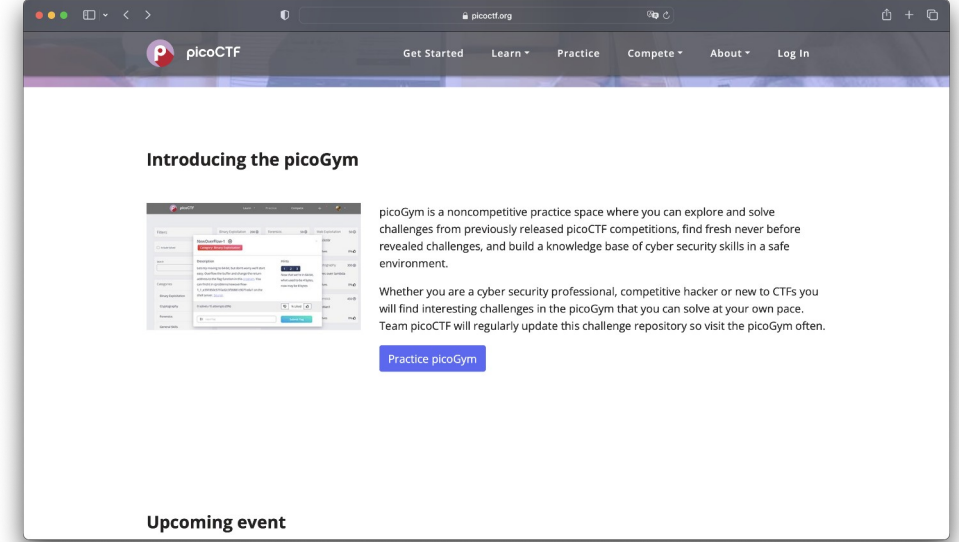 picoctf.org
picoCTF
Get Started Learn Practice Compete About Log In
Introducing the picoGym
picoGym is a noncompetitive practice space where you can explore and solve
challenges from previously released picoCTF competitions, find fresh never before
revealed challenges, and build a knowledge base of cyber security skills in a safe
environment.
Whether you are a cyber security professional, competitive hacker or new to CTFs you
will find interesting challenges in the picoGym that you can solve at your own pace.
Team picoCTF will regularly update this challenge repository so visit the picoGym often.
Practice picoGym
Upcoming event